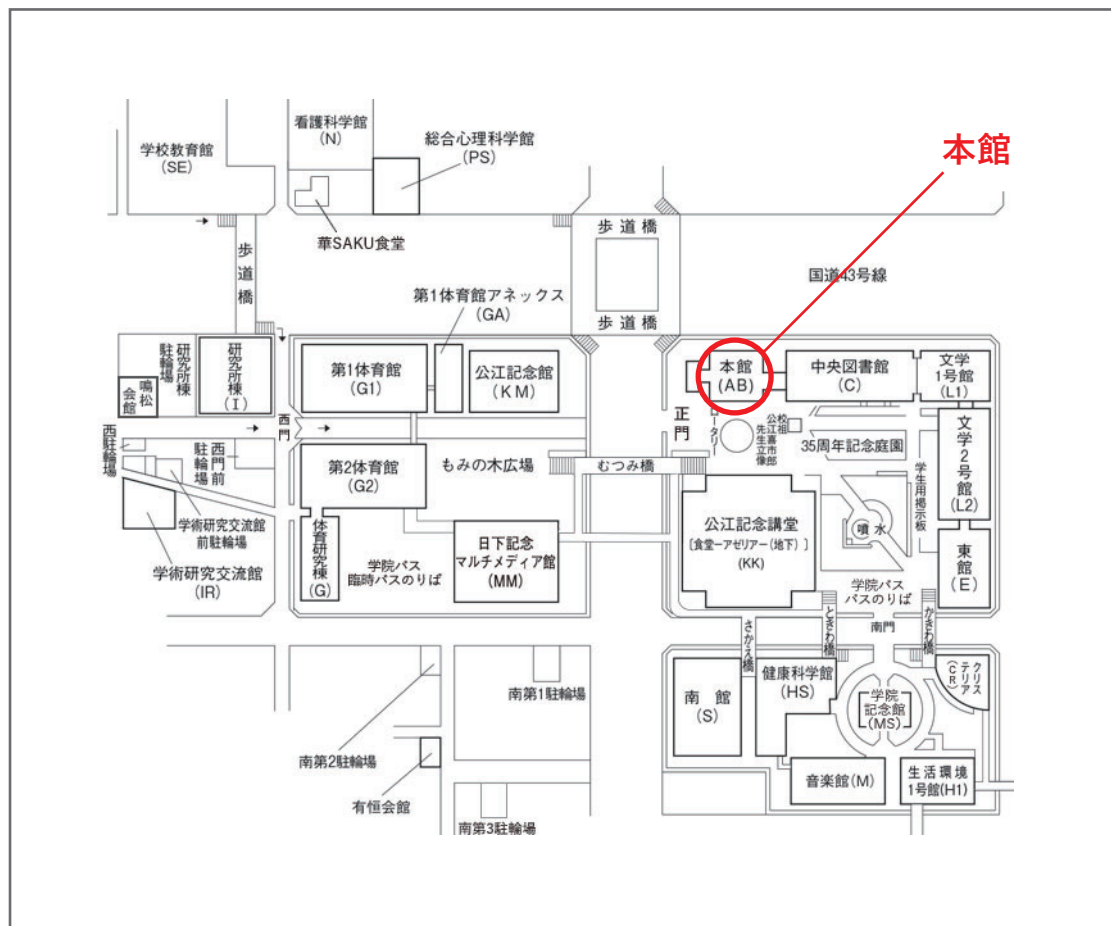 本館
看護科学館
(N)
学校教育館
(SE)
総合心理科学館
(PS)
華SAKU食堂
歩道橋
歩道橋
歩道橋
国道43号線
第1体育館アネックス
(GA)
研究所棟
駐輪場
研究所棟
(I)
鳴松
会館
第1体育館
(G1)
公江記念館
(KM)
本館
(AB)
中央図書館
(C)
文学
1号館
(L1)
西門
正門
ロータリー
校祖
公江喜市郎
先生立像
35周年記念庭園
文学2号館
(L2)
学生用掲示板
西駐輪場
西門前
駐輪場
第2体育館
(G2)
もみの木広場
むつみ橋
学術研究交流館
前駐輪場
学術研究交流館
(IR)
体育研究棟
(G)
学院バス
臨時バスのりば
日下記念
マルチメディア館
(MM)
公江記念講堂
[食堂ーアゼリアー(地下)]
(KK)
噴水
東館
(E)
学院バス
バスのりば
さかえ橋
ときわ橋
南門
かきわ橋
南第1駐輪場
南第2駐輪場
有恒会館
南第3駐輪場
南館
(S)
健康科学館
(HS)
学院
記念館
(MS)
クリス
テリア
(CR)
音楽館(M)
生活環境
1号館(H1)